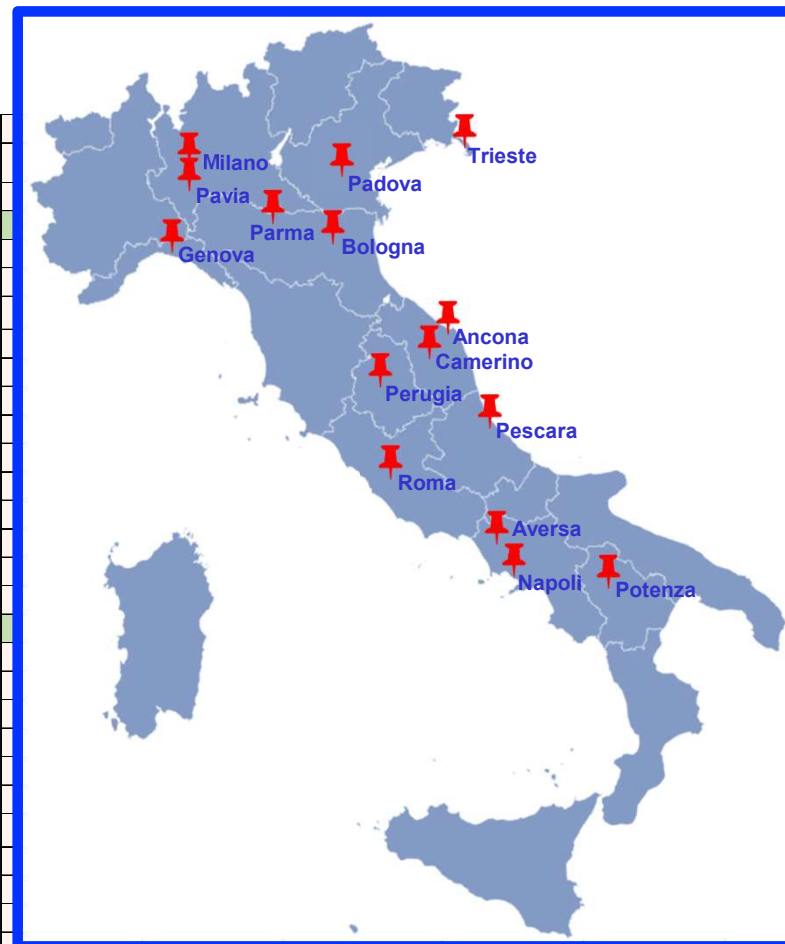 Trieste
Milano
Padova
Pavia
Parma
Bologna
Genova
Ancona
Camerino
Perugia
Pescara
Roma
Aversa
Napoli
Potenza